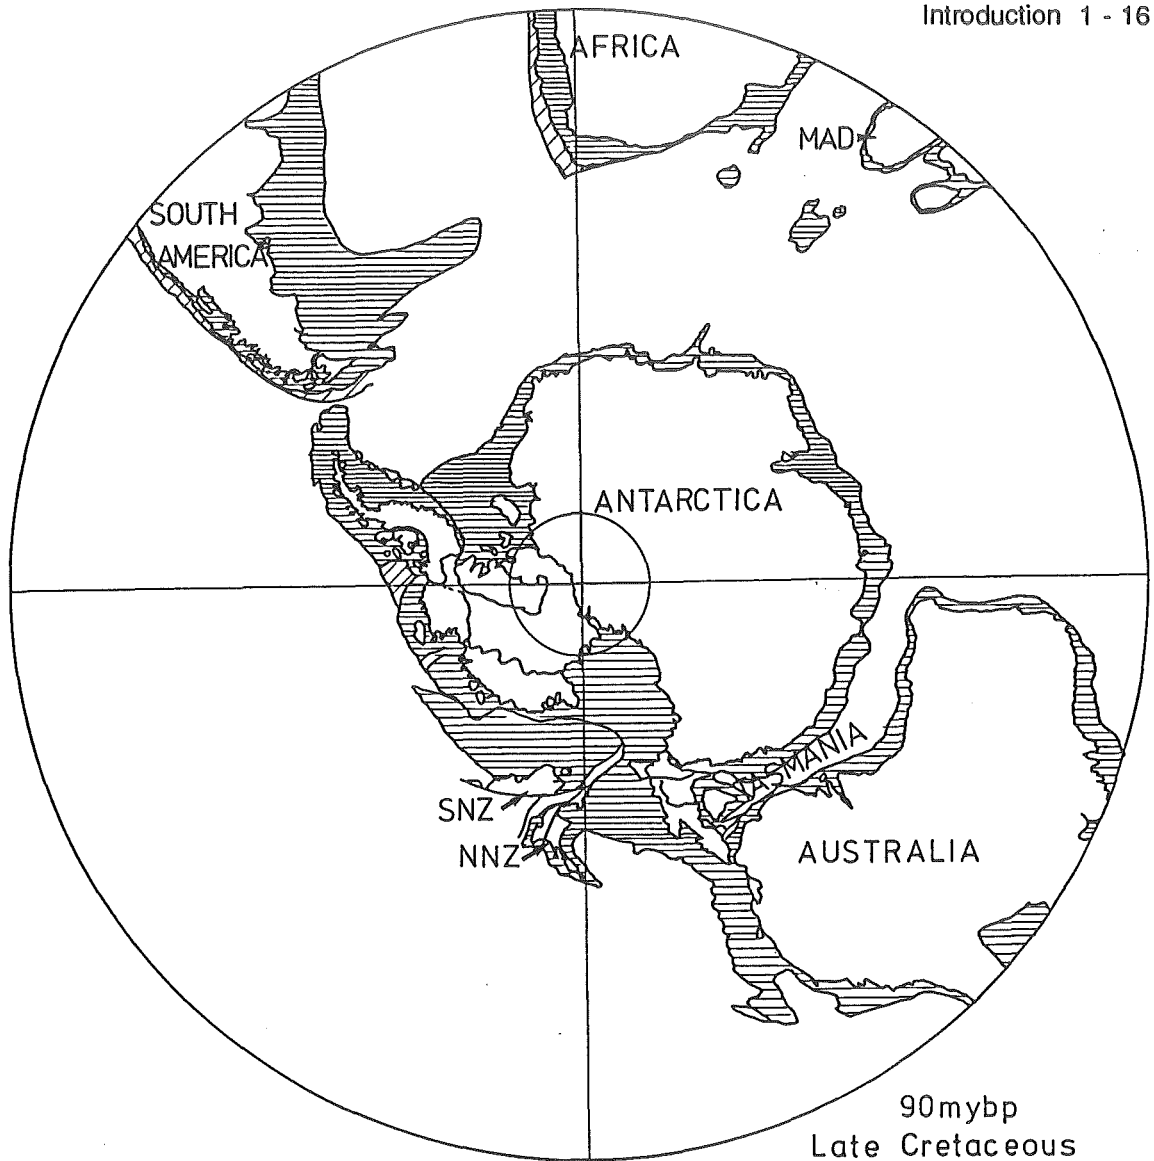 Introduction 1 - 16
AFRICA
MAD
SOUTH
AMERICA
ANTARCTICA
TASMANIA
SNZ
NNZ
AUSTRALIA
90mybp
Late Cretaceous